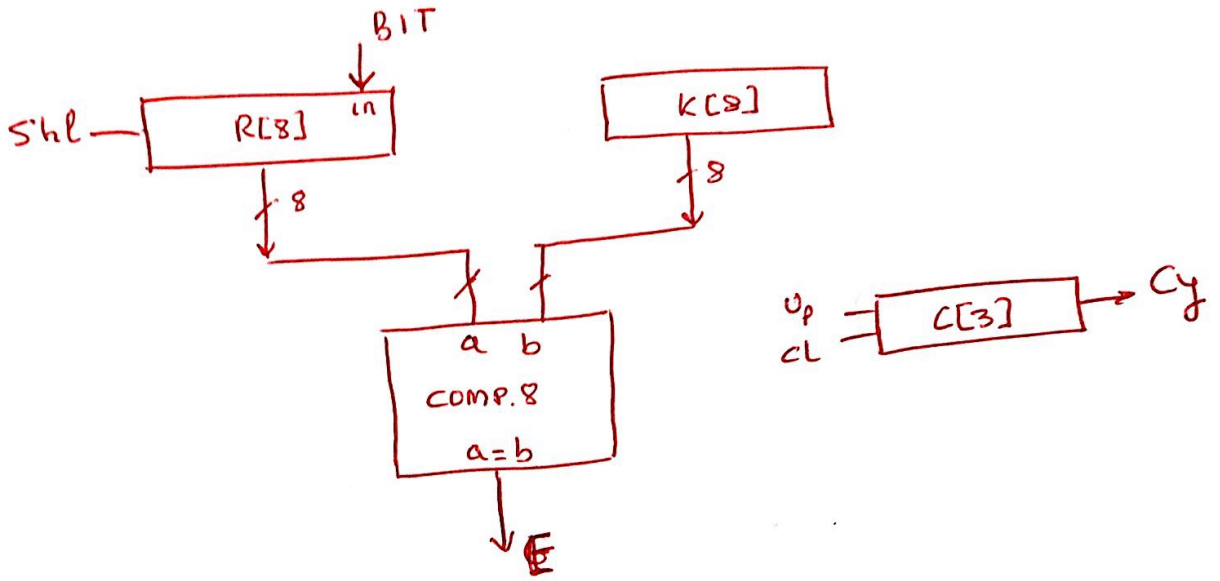 BIT
in
Shl
R[8]
K[8]
8
8
a b
comp.8
a=b
E
Up
CL
C[3]
Cy